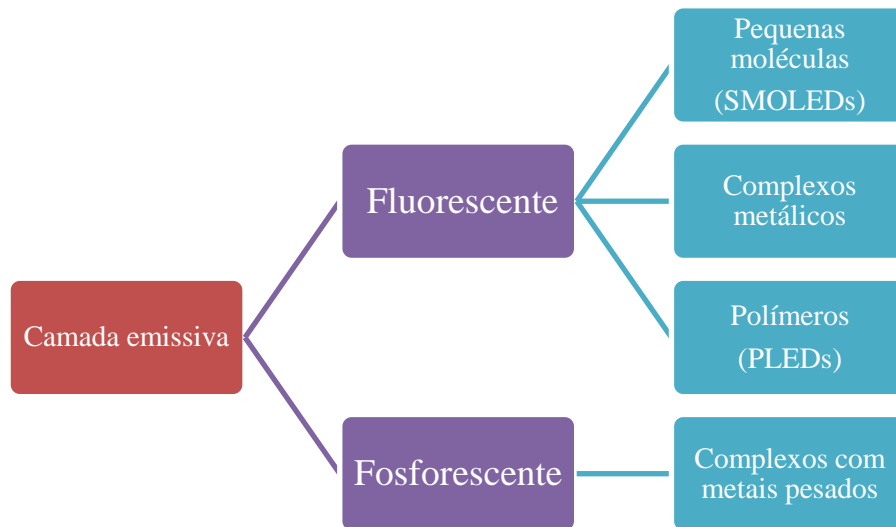 Camada emissiva
Fluorescente
Pequenas
moléculas
(SMOLEDs)
Complexos
metálicos
Polímeros
(PLEDs)
Fosforescente
Complexos com
metais pesados